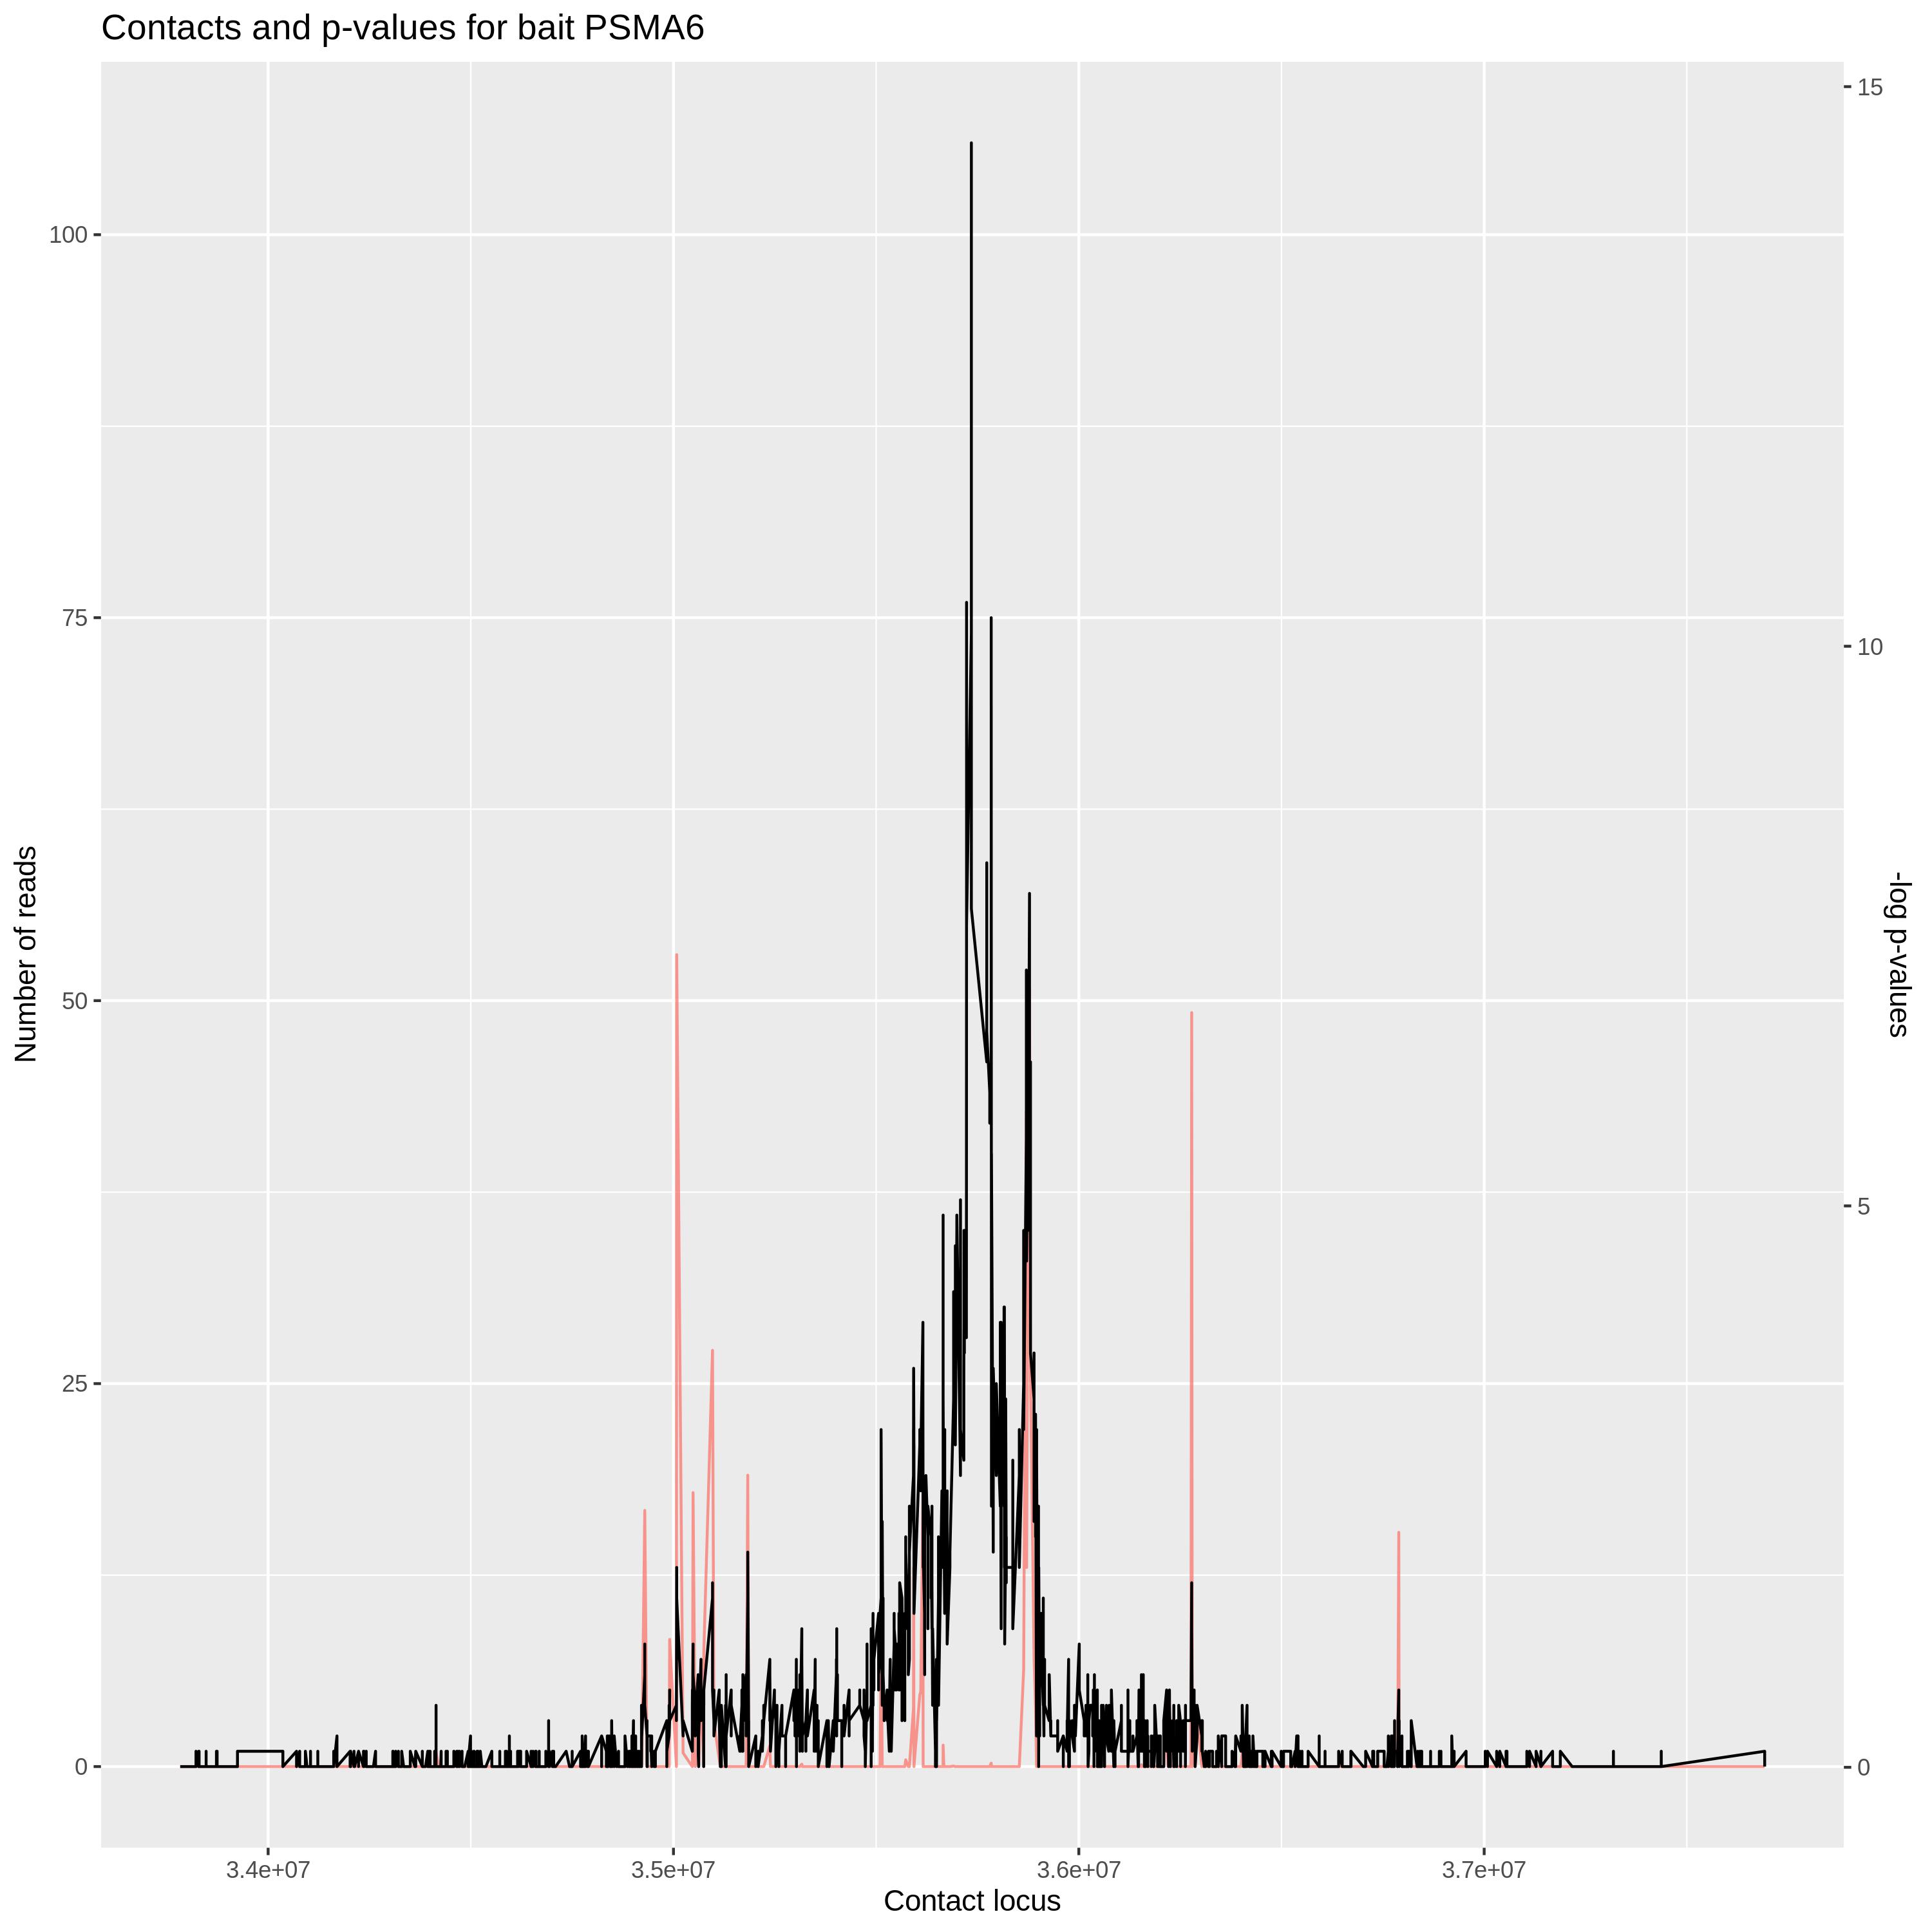 Contacts and p-values for bait PSMA6
15
100
75
10
Number of reads
-log p-values
50
5
25
0
0
3.4e+07
3.5e+07
3.6e+07
3.7e+07
Contact locus